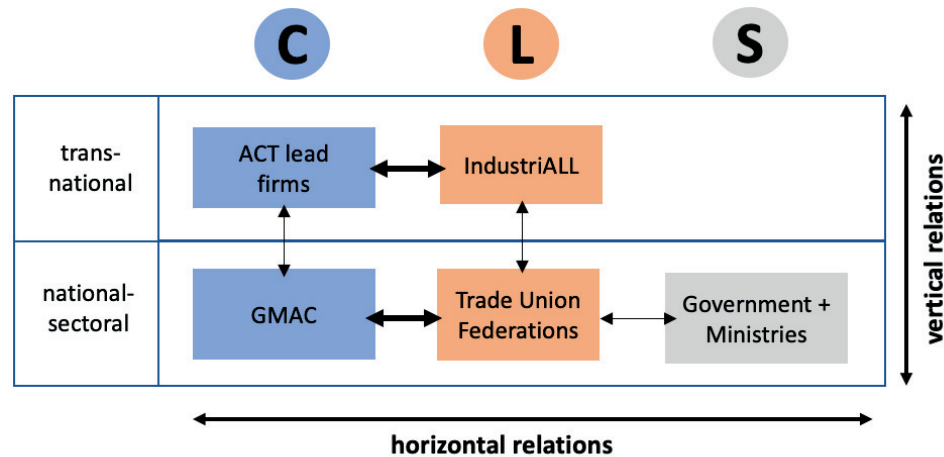 C
L
S
trans-
national
ACT lead
firms
IndustriALL
national-
sectoral
GMAC
Trade Union
Federations
Government +
Ministries
vertical relations
horizontal relations